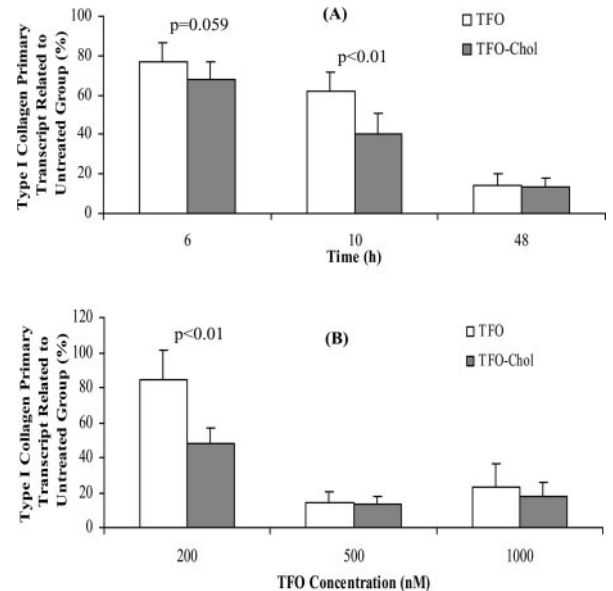 (A)
TFO
TFO-Chol
Type I Collagen Primary
Transcript Related to
Untreated Group (%)
100
80
60
40
20
0
p=0.059
p<0.01
6
10
48
Time (h)
(B)
TFO
TFO-Chol
Type I Collagen Primary
Transcript Related to
Untreated Group (%)
120
100
80
60
40
20
0
p<0.01
200
500
1000
TFO Concentration (nM)